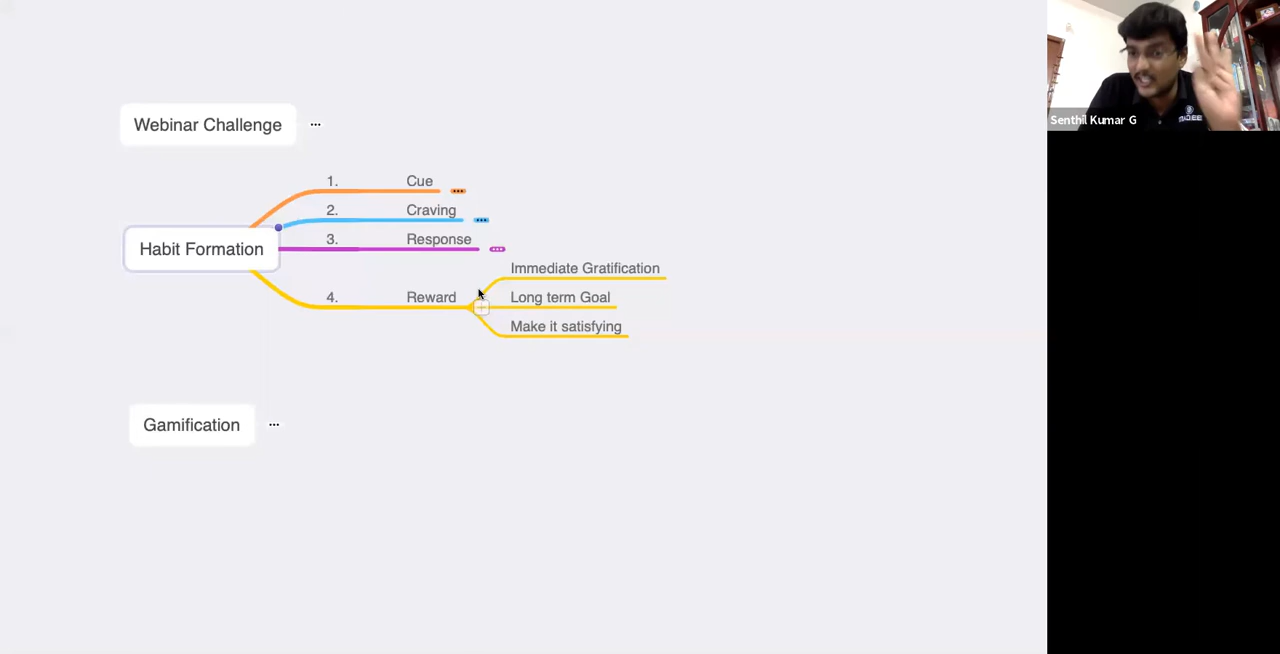 Webinar Challenge
1. Cue
2. Craving
3. Response
Habit Formation
Immediate Gratification
4. Reward
Long term Goal
Make it satisfying
Gamification
Senthil Kumar G